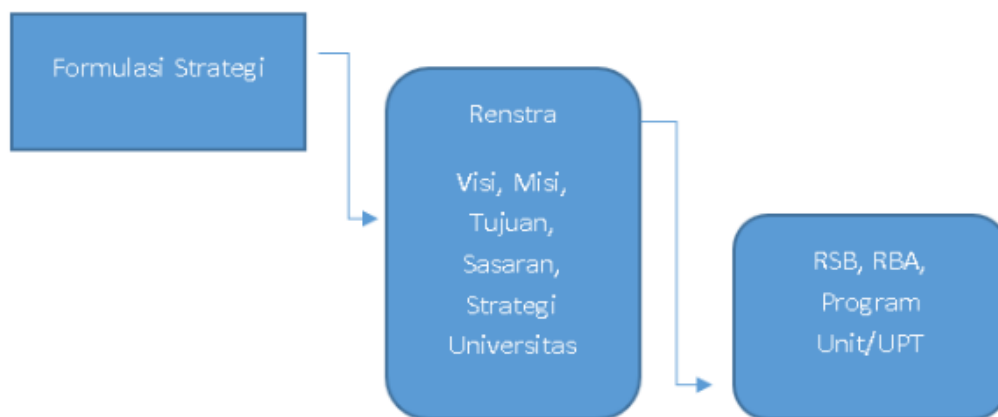 Formulasi Strategi
Renstra
Visi, Misi,
Tujuan,
Sasaran,
Strategi
Universitas
RSB, RBA,
Program
Unit/UPT